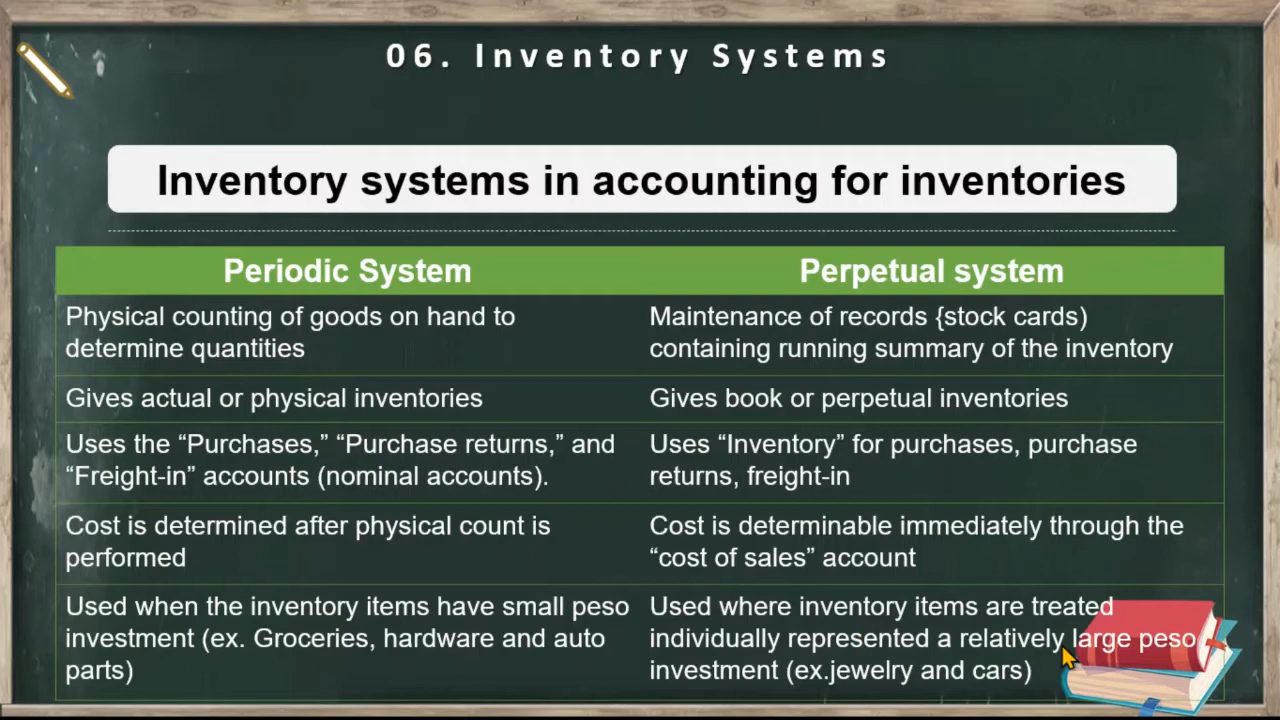 06. Inventory Systems
Inventory systems in accounting for inventories
Periodic System
Perpetual system
Physical counting of goods on hand to
determine quantities
Maintenance of records {stock cards)
containing running summary of the inventory
Gives actual or physical inventories
Gives book or perpetual inventories
Uses the “Purchases,” “Purchase returns,” and
“Freight-in” accounts (nominal accounts).
Uses “Inventory” for purchases, purchase
returns, freight-in
Cost is determined after physical count is
performed
Cost is determinable immediately through the
“cost of sales” account
Used when the inventory items have small peso
investment (ex. Groceries, hardware and auto
parts)
Used where inventory items are treated
individually represented a relatively large peso
investment (ex.jewelry and cars)